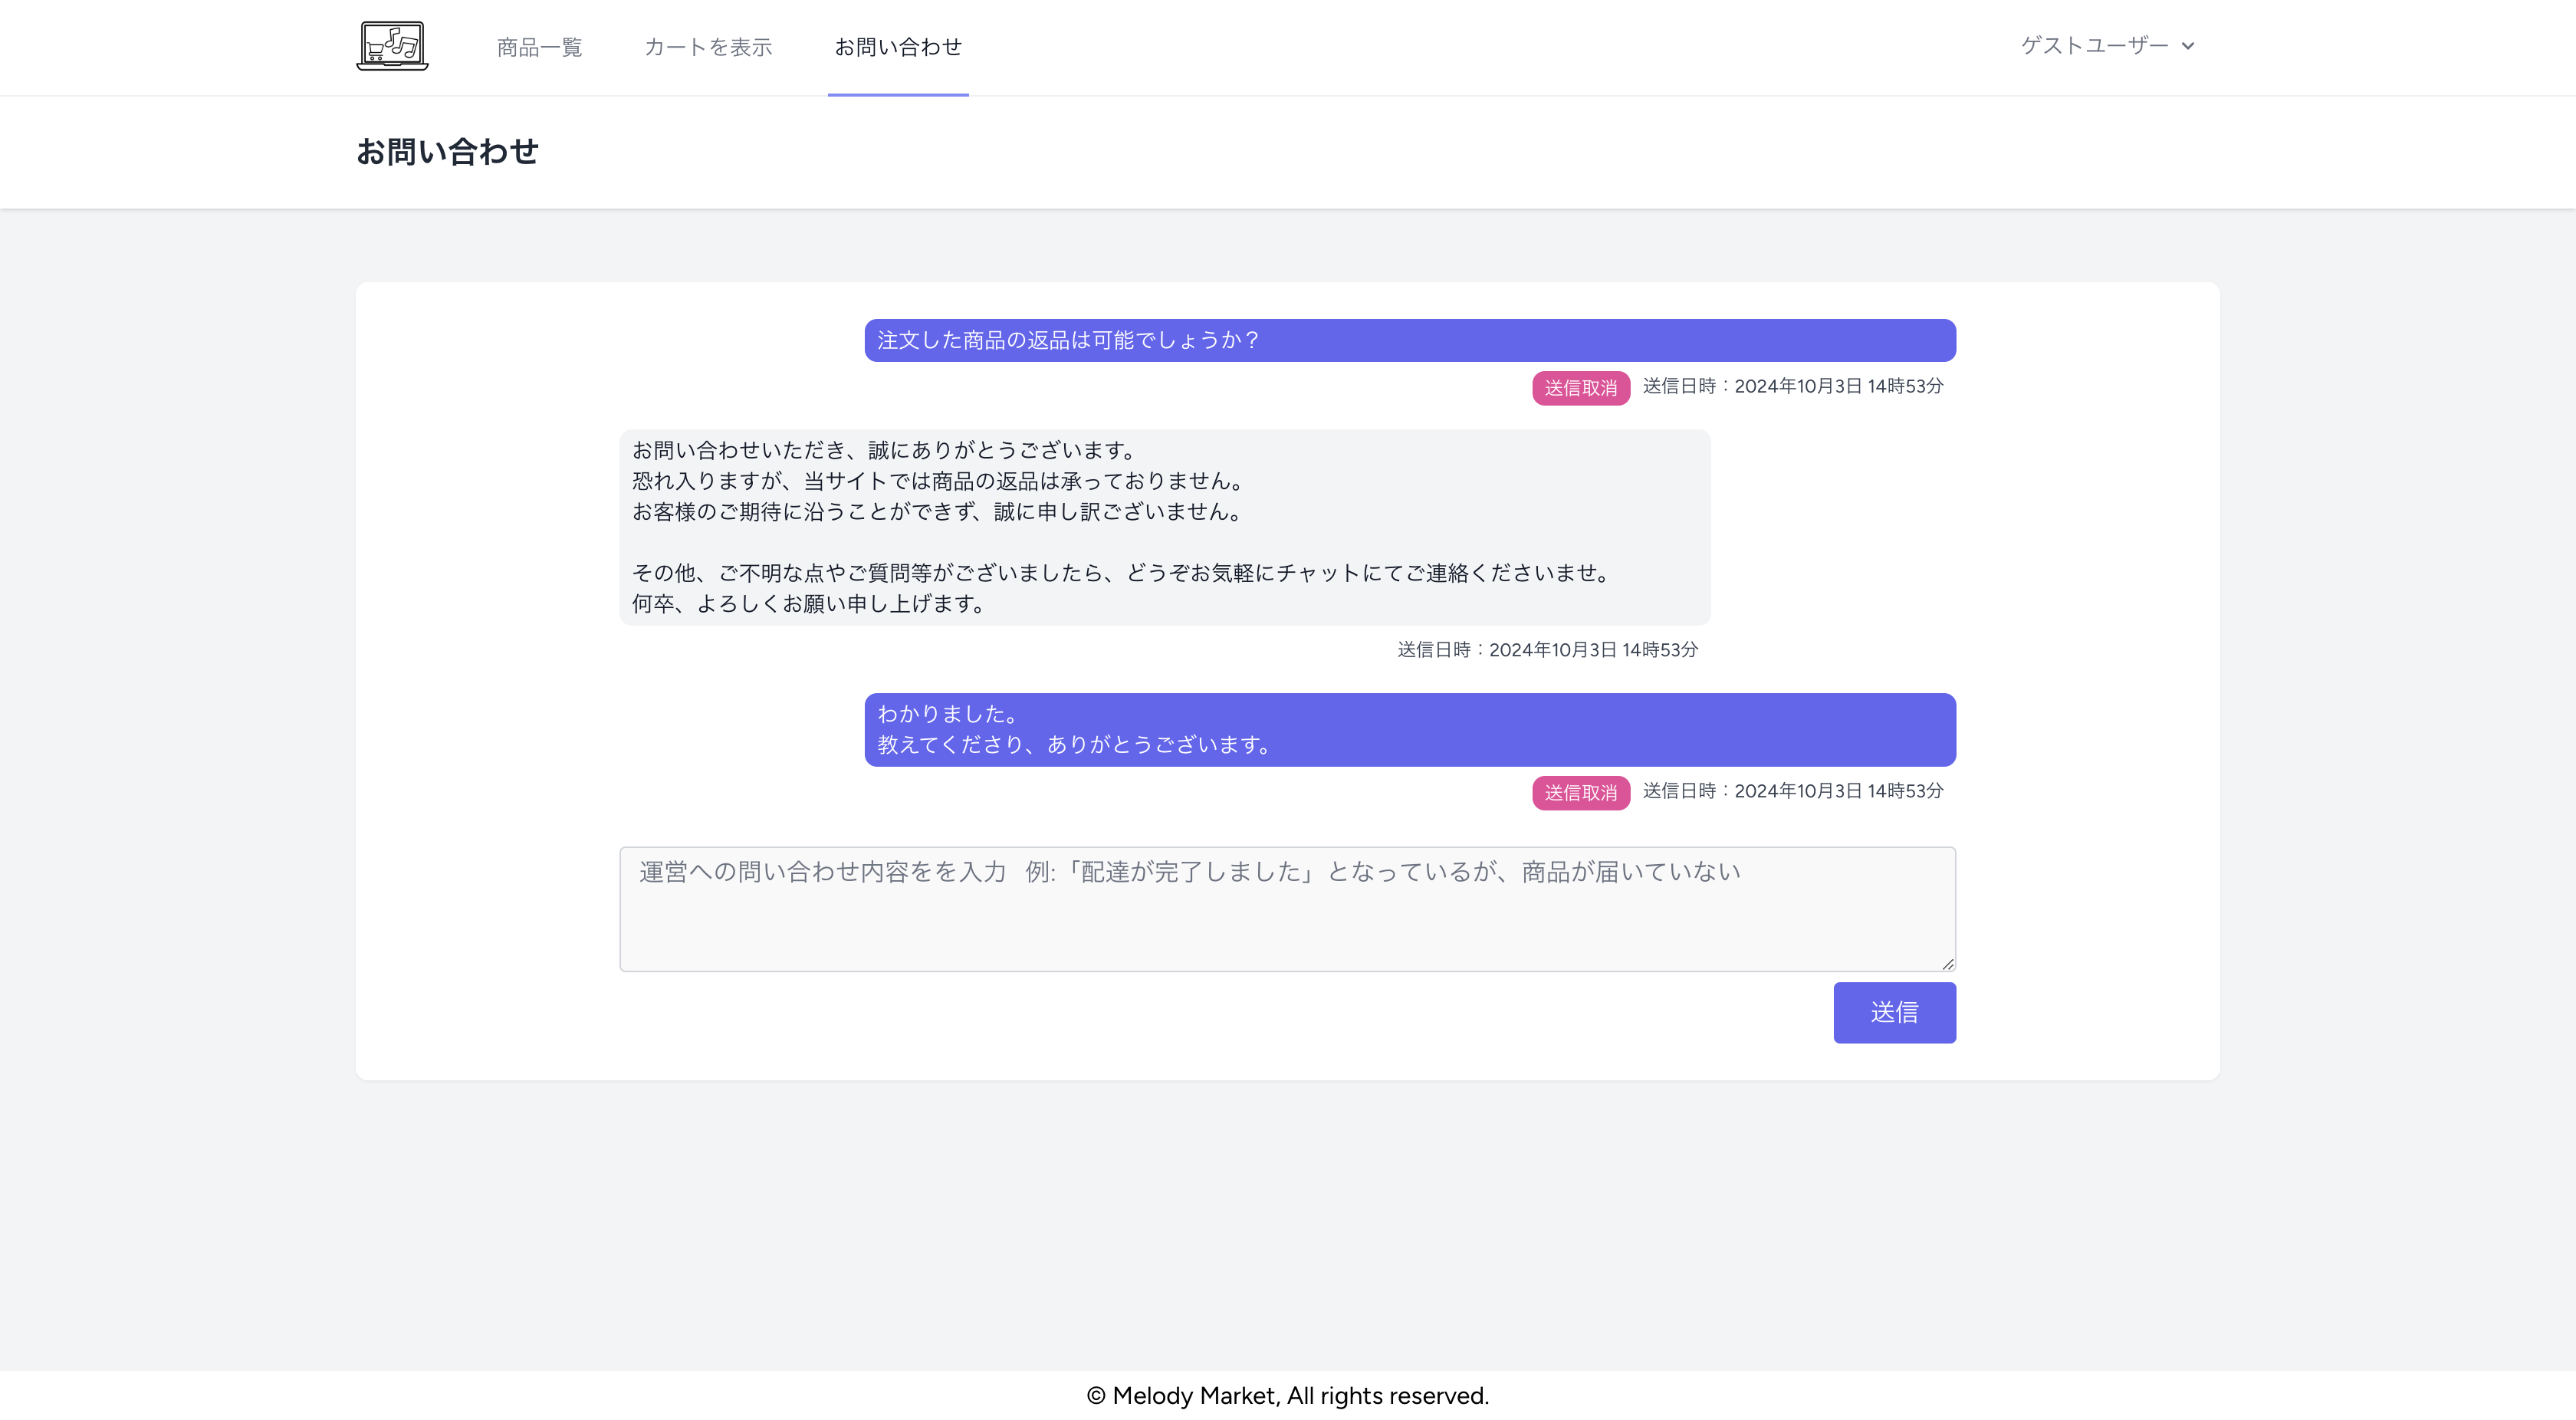 商品一覧 カートを表示 お問い合わせ ゲストユーザー
お問い合わせ
注文した商品の返品は可能でしょうか？
送信取消 送信日時：2024年10月3日 14時53分
お問い合わせいただき、誠にありがとうございます。
恐れ入りますが、当サイトでは商品の返品は承っておりません。
お客様のご期待に沿うことができず、誠に申し訳ございません。
その他、ご不明な点やご質問等がございましたら、どうぞお気軽にチャットにてご連絡くださいませ。
何卒、よろしくお願い申し上げます。
送信日時：2024年10月3日 14時53分
わかりました。
教えてくださり、ありがとうございます。
送信取消 送信日時：2024年10月3日 14時53分
運営への問い合わせ内容をを入力 例:「配達が完了しました」となっているが、商品が届いていない
送信
© Melody Market, All rights reserved.